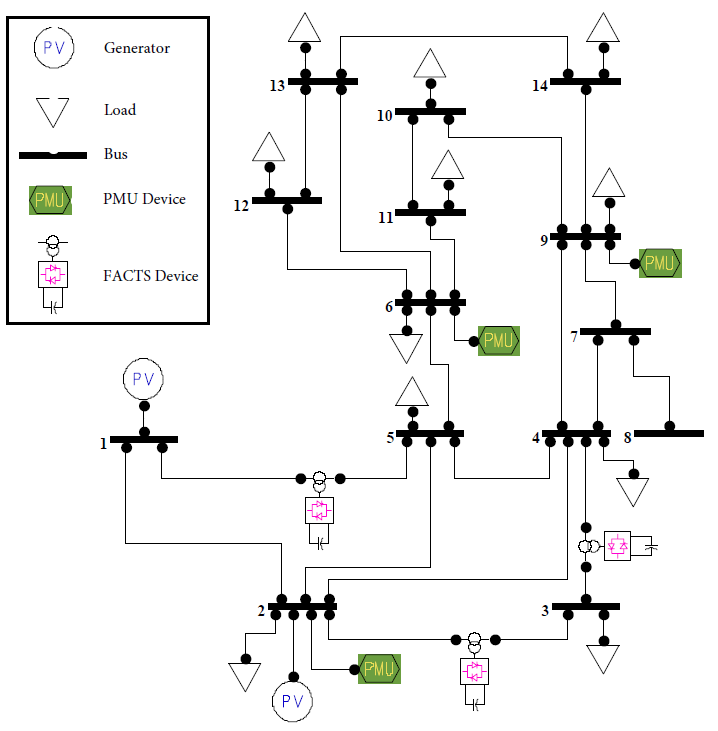 PV Generator
Load
Bus
PMU PMU Device
FACTS Device
13
14
10
12
11
9
PMU
6
7
PMU
PV
5
4
8
1
2
3
PMU
PV